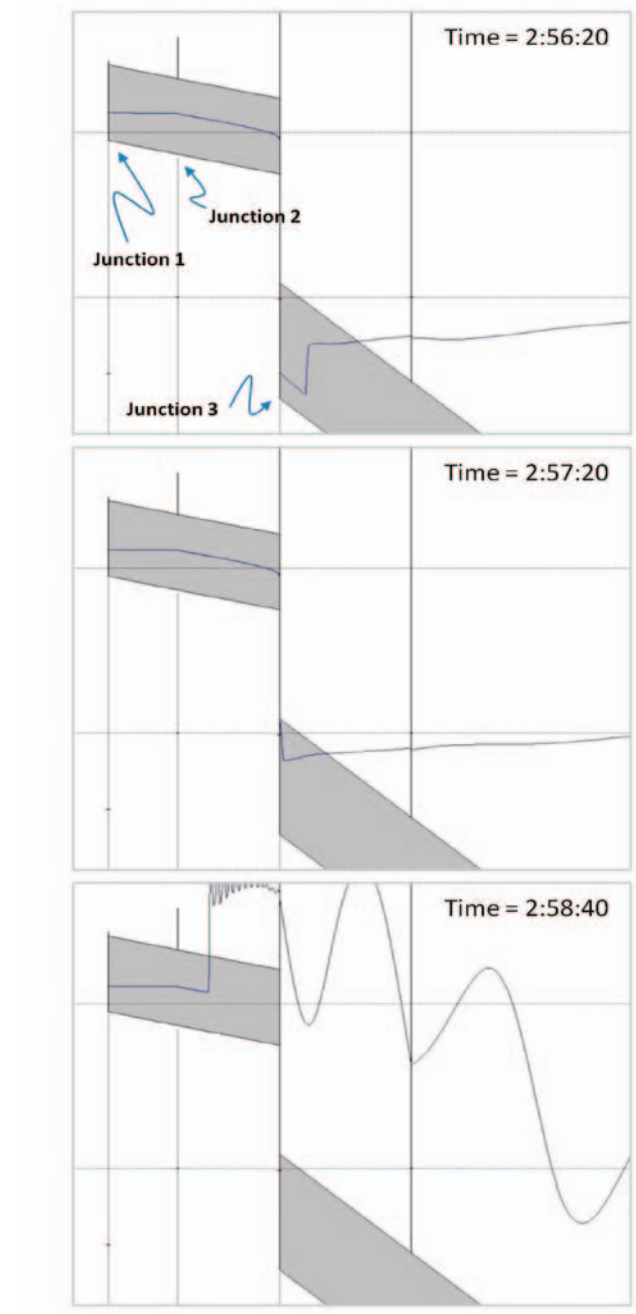 Time = 2:56:20
Junction 2
Junction 1
Junction 3
Time = 2:57:20
Time = 2:58:40